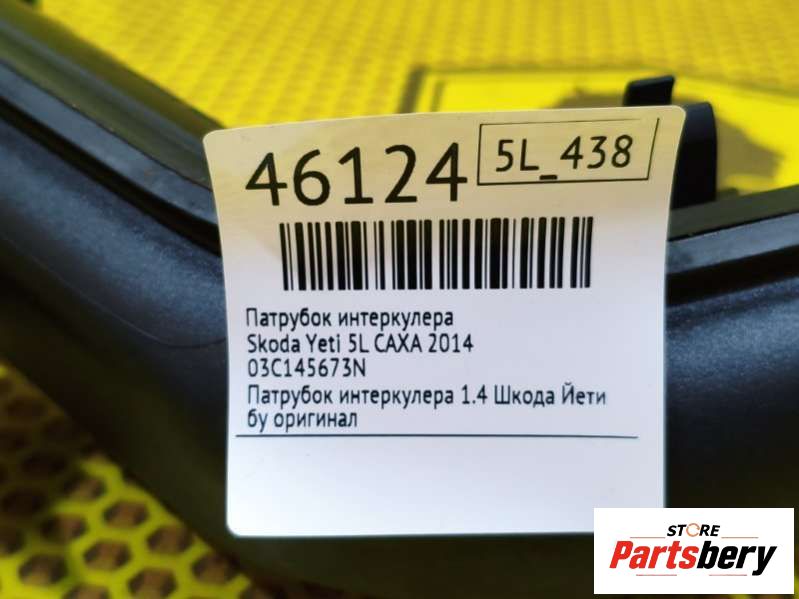 46124
5L_438
Патрубок интеркулера
Skoda Yeti 5L CAXA 2014
03C145673N
Патрубок интеркулера 1.4 Шкода Йети
бу оригинал
STORE
Partsbery